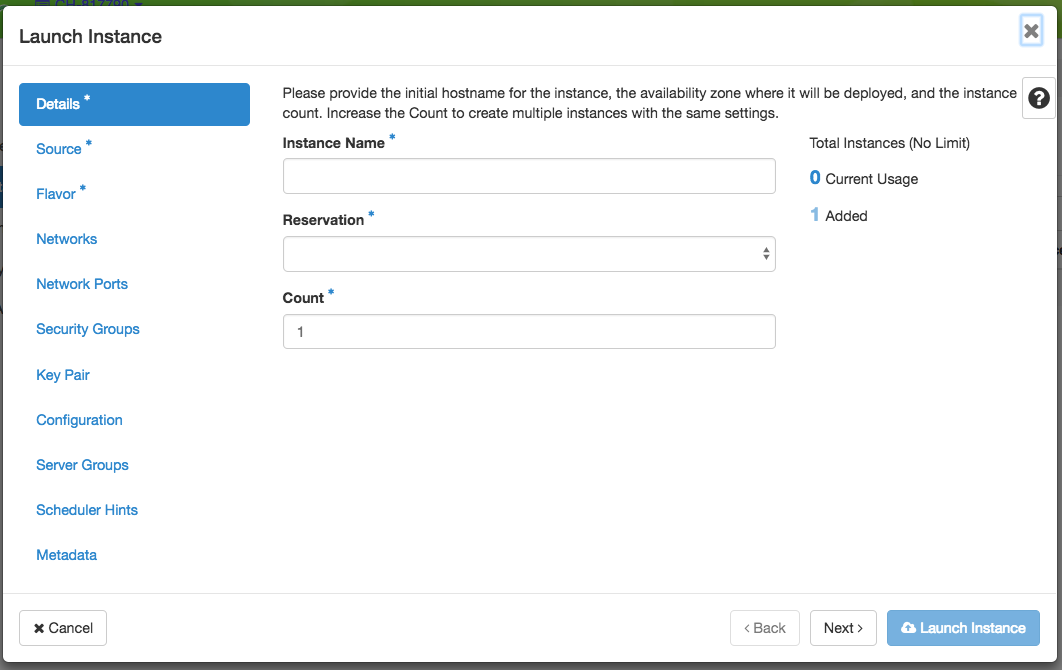 CH-817790
Launch Instance
Details *
Source *
Flavor *
Networks
Network Ports
Security Groups
Key Pair
Configuration
Server Groups
Scheduler Hints
Metadata
Please provide the initial hostname for the instance, the availability zone where it will be deployed, and the instance
count. Increase the Count to create multiple instances with the same settings.
Instance Name *
Reservation *
Count *
1
Total Instances (No Limit)
0 Current Usage
1 Added
Cancel
< Back
Next >
Launch Instance